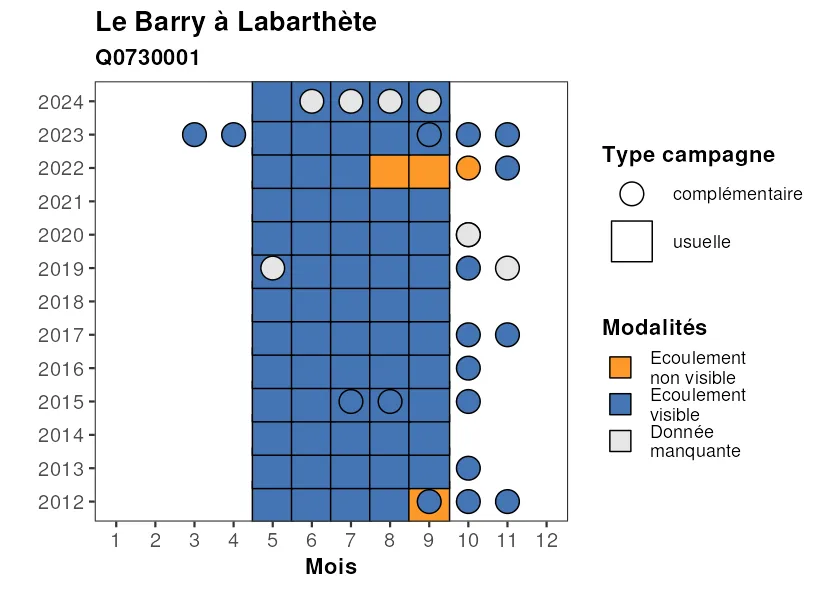 Le Barry à Labarthète
Q0730001
2024
2023
2022
2021
2020
2019
2018
2017
2016
2015
2014
2013
2012
1 2 3 4 5 6 7 8 9 10 11 12
Mois
Type campagne
complémentaire
usuelle
Modalités
Ecoulement
non visible
Ecoulement
visible
Donnée
manquante